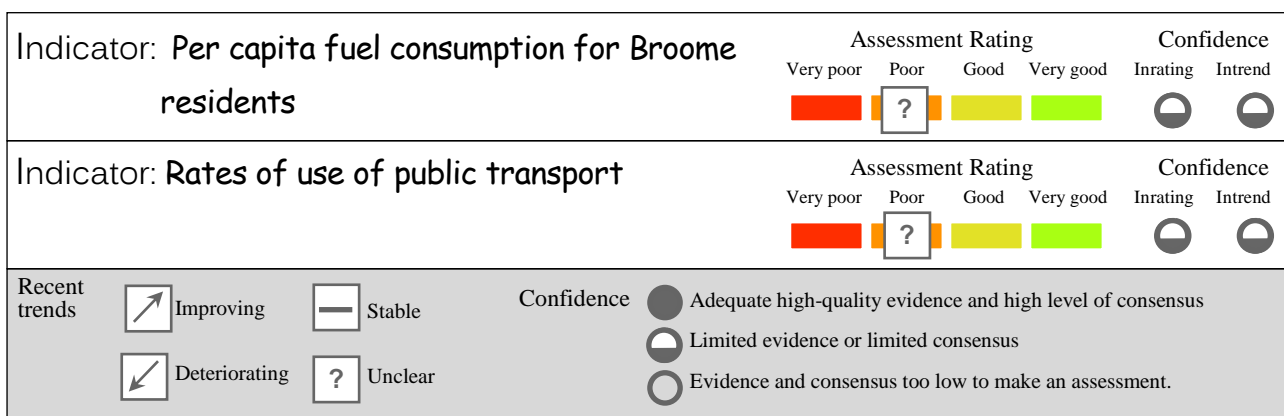 Indicator: Per capita fuel consumption for Broome
residents
Assessment Rating
Confidence
Very poor Poor Good Very good Inrating Intrend
?
Indicator: Rates of use of public transport
Assessment Rating
Confidence
Very poor Poor Good Very good Inrating Intrend
?
Recent
trends
Improving
Stable
Deteriorating
? Unclear
Confidence
Adequate high-quality evidence and high level of consensus
Limited evidence or limited consensus
Evidence and consensus too low to make an assessment.